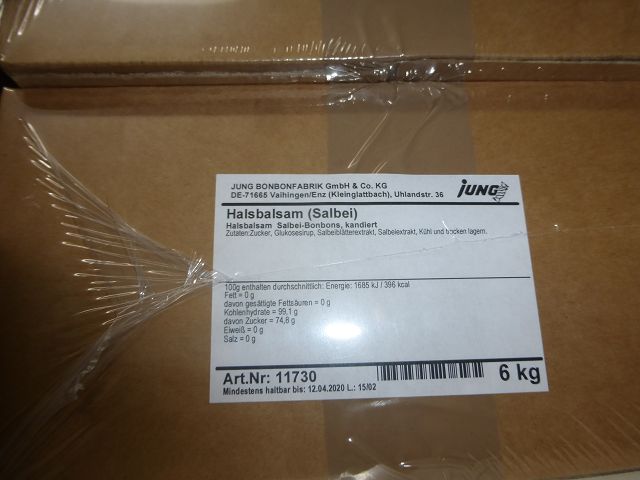 JUNG BONBONFABRIK GmbH & Co. KG
DE-71665 Vaihingen/Enz (Kleinglattbach), Uhlandstr. 36
JUNG
Halsbalsam (Salbei)
Halsbalsam Salbei-Bonbons, kandiert
Zutaten:Zucker, Glukosesirup, Salbeiblätterextrakt, Salbeiextrakt, Kühl und trocken lagern.
100g enthalten durchschnittlich: Energie: 1685 kJ / 396 kcal
Fett = 0 g
davon gesättigte Fettsäuren = 0 g
Kohlenhydrate = 99,1 g
davon Zucker = 74,8 g
Eiweiß = 0 g
Salz = 0 g
Art.Nr: 11730
6 kg
Mindestens haltbar bis: 12.04.2020 L.: 15/02